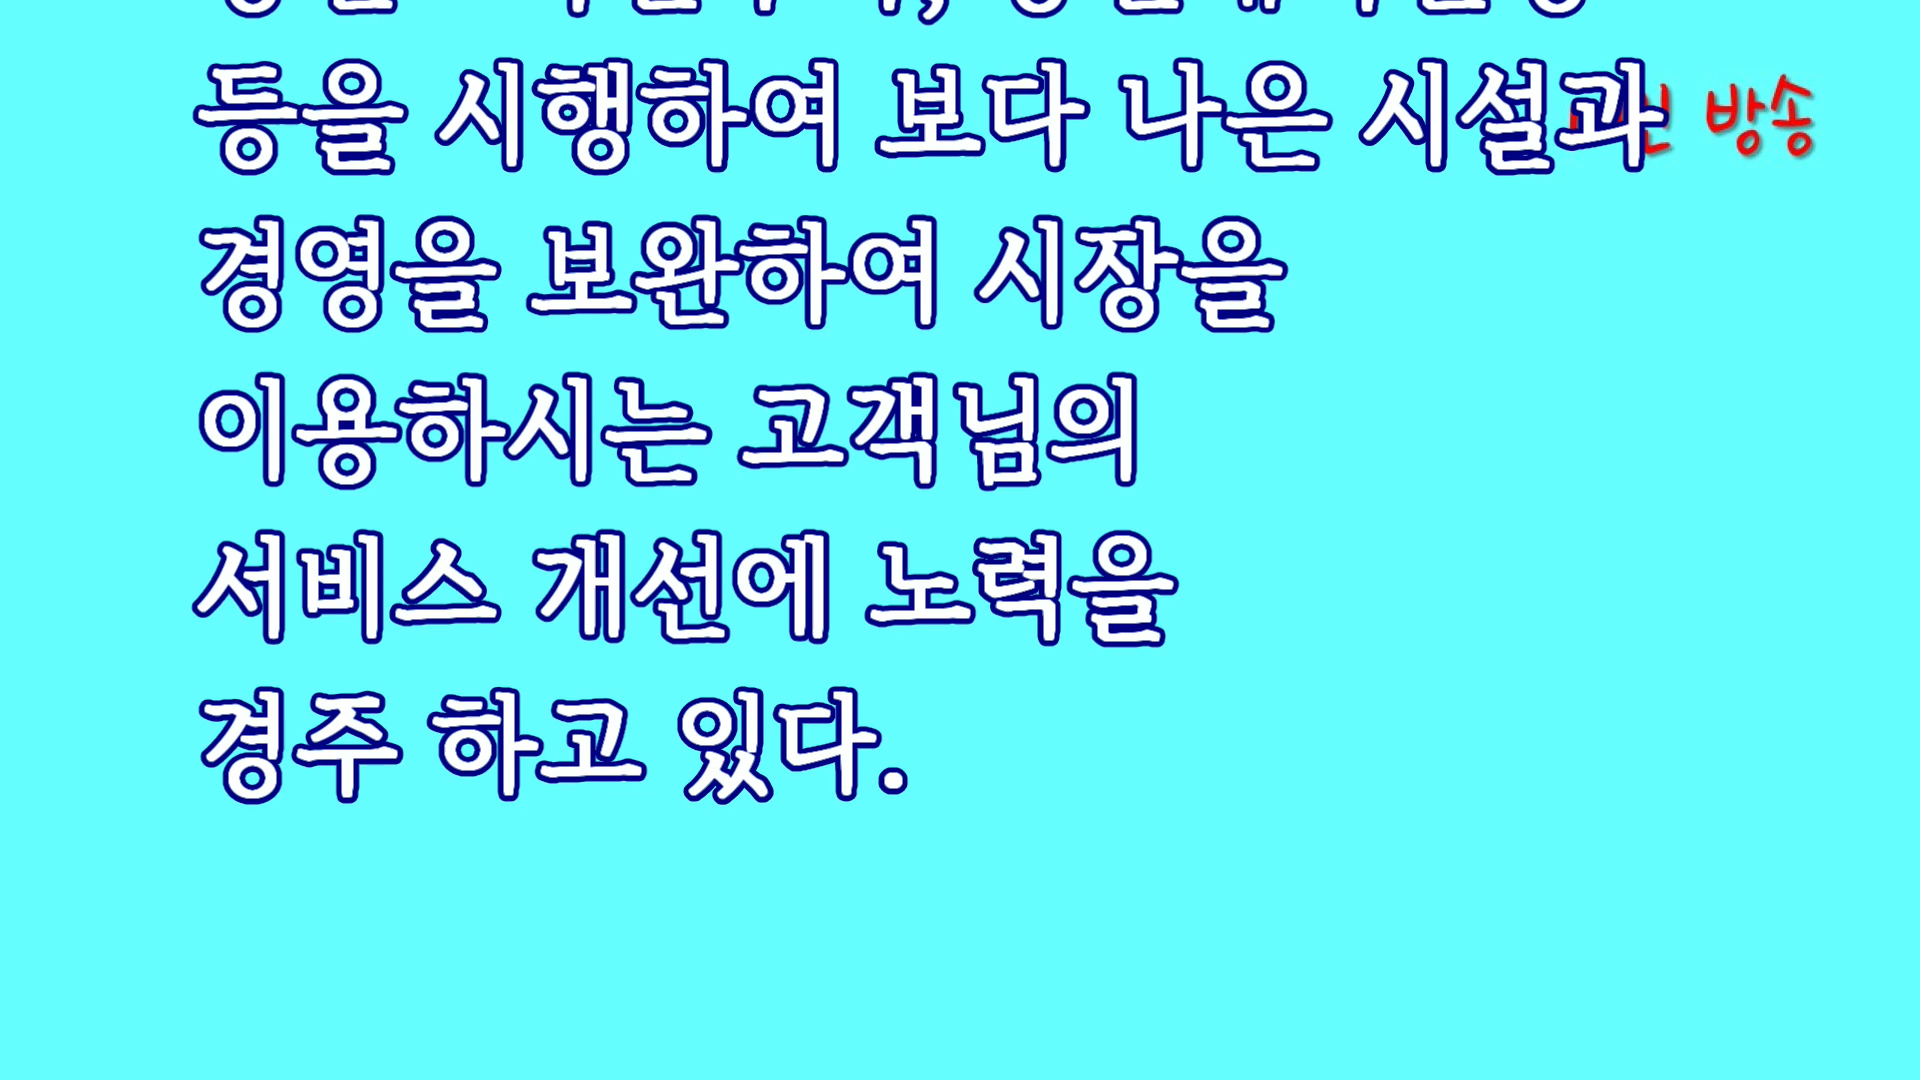 등을 시행하여 보다 나은 시설과
방송
경영을 보완하여 시장을
이용하시는 고객님의
서비스 개선에 노력을
경주 하고 있다.